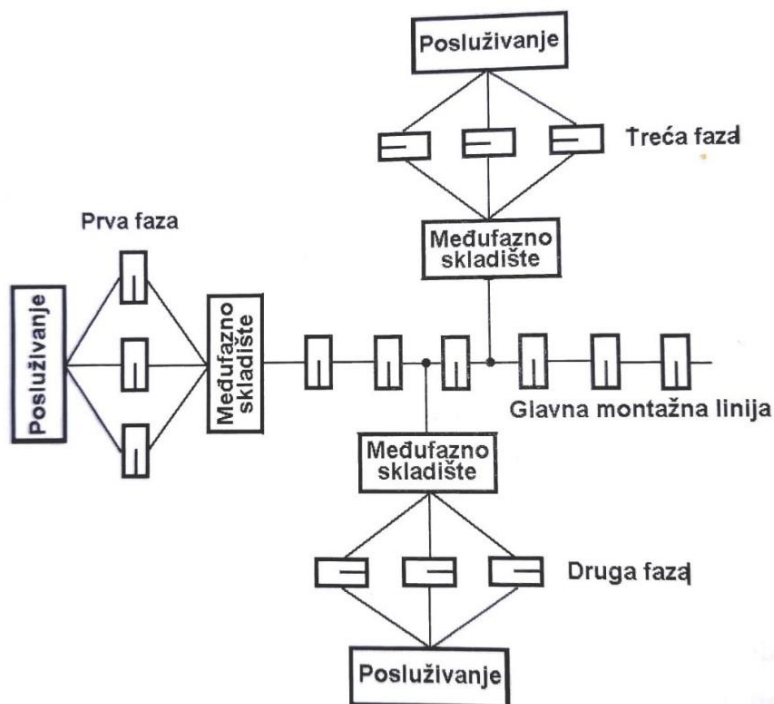 Posluživanje
Treća faza
Međufazno
skladište
Prva faza
Posluživanje
Međufazno
skladište
Glavna montažna linija
Međufazno
skladište
Druga faza
Posluživanje